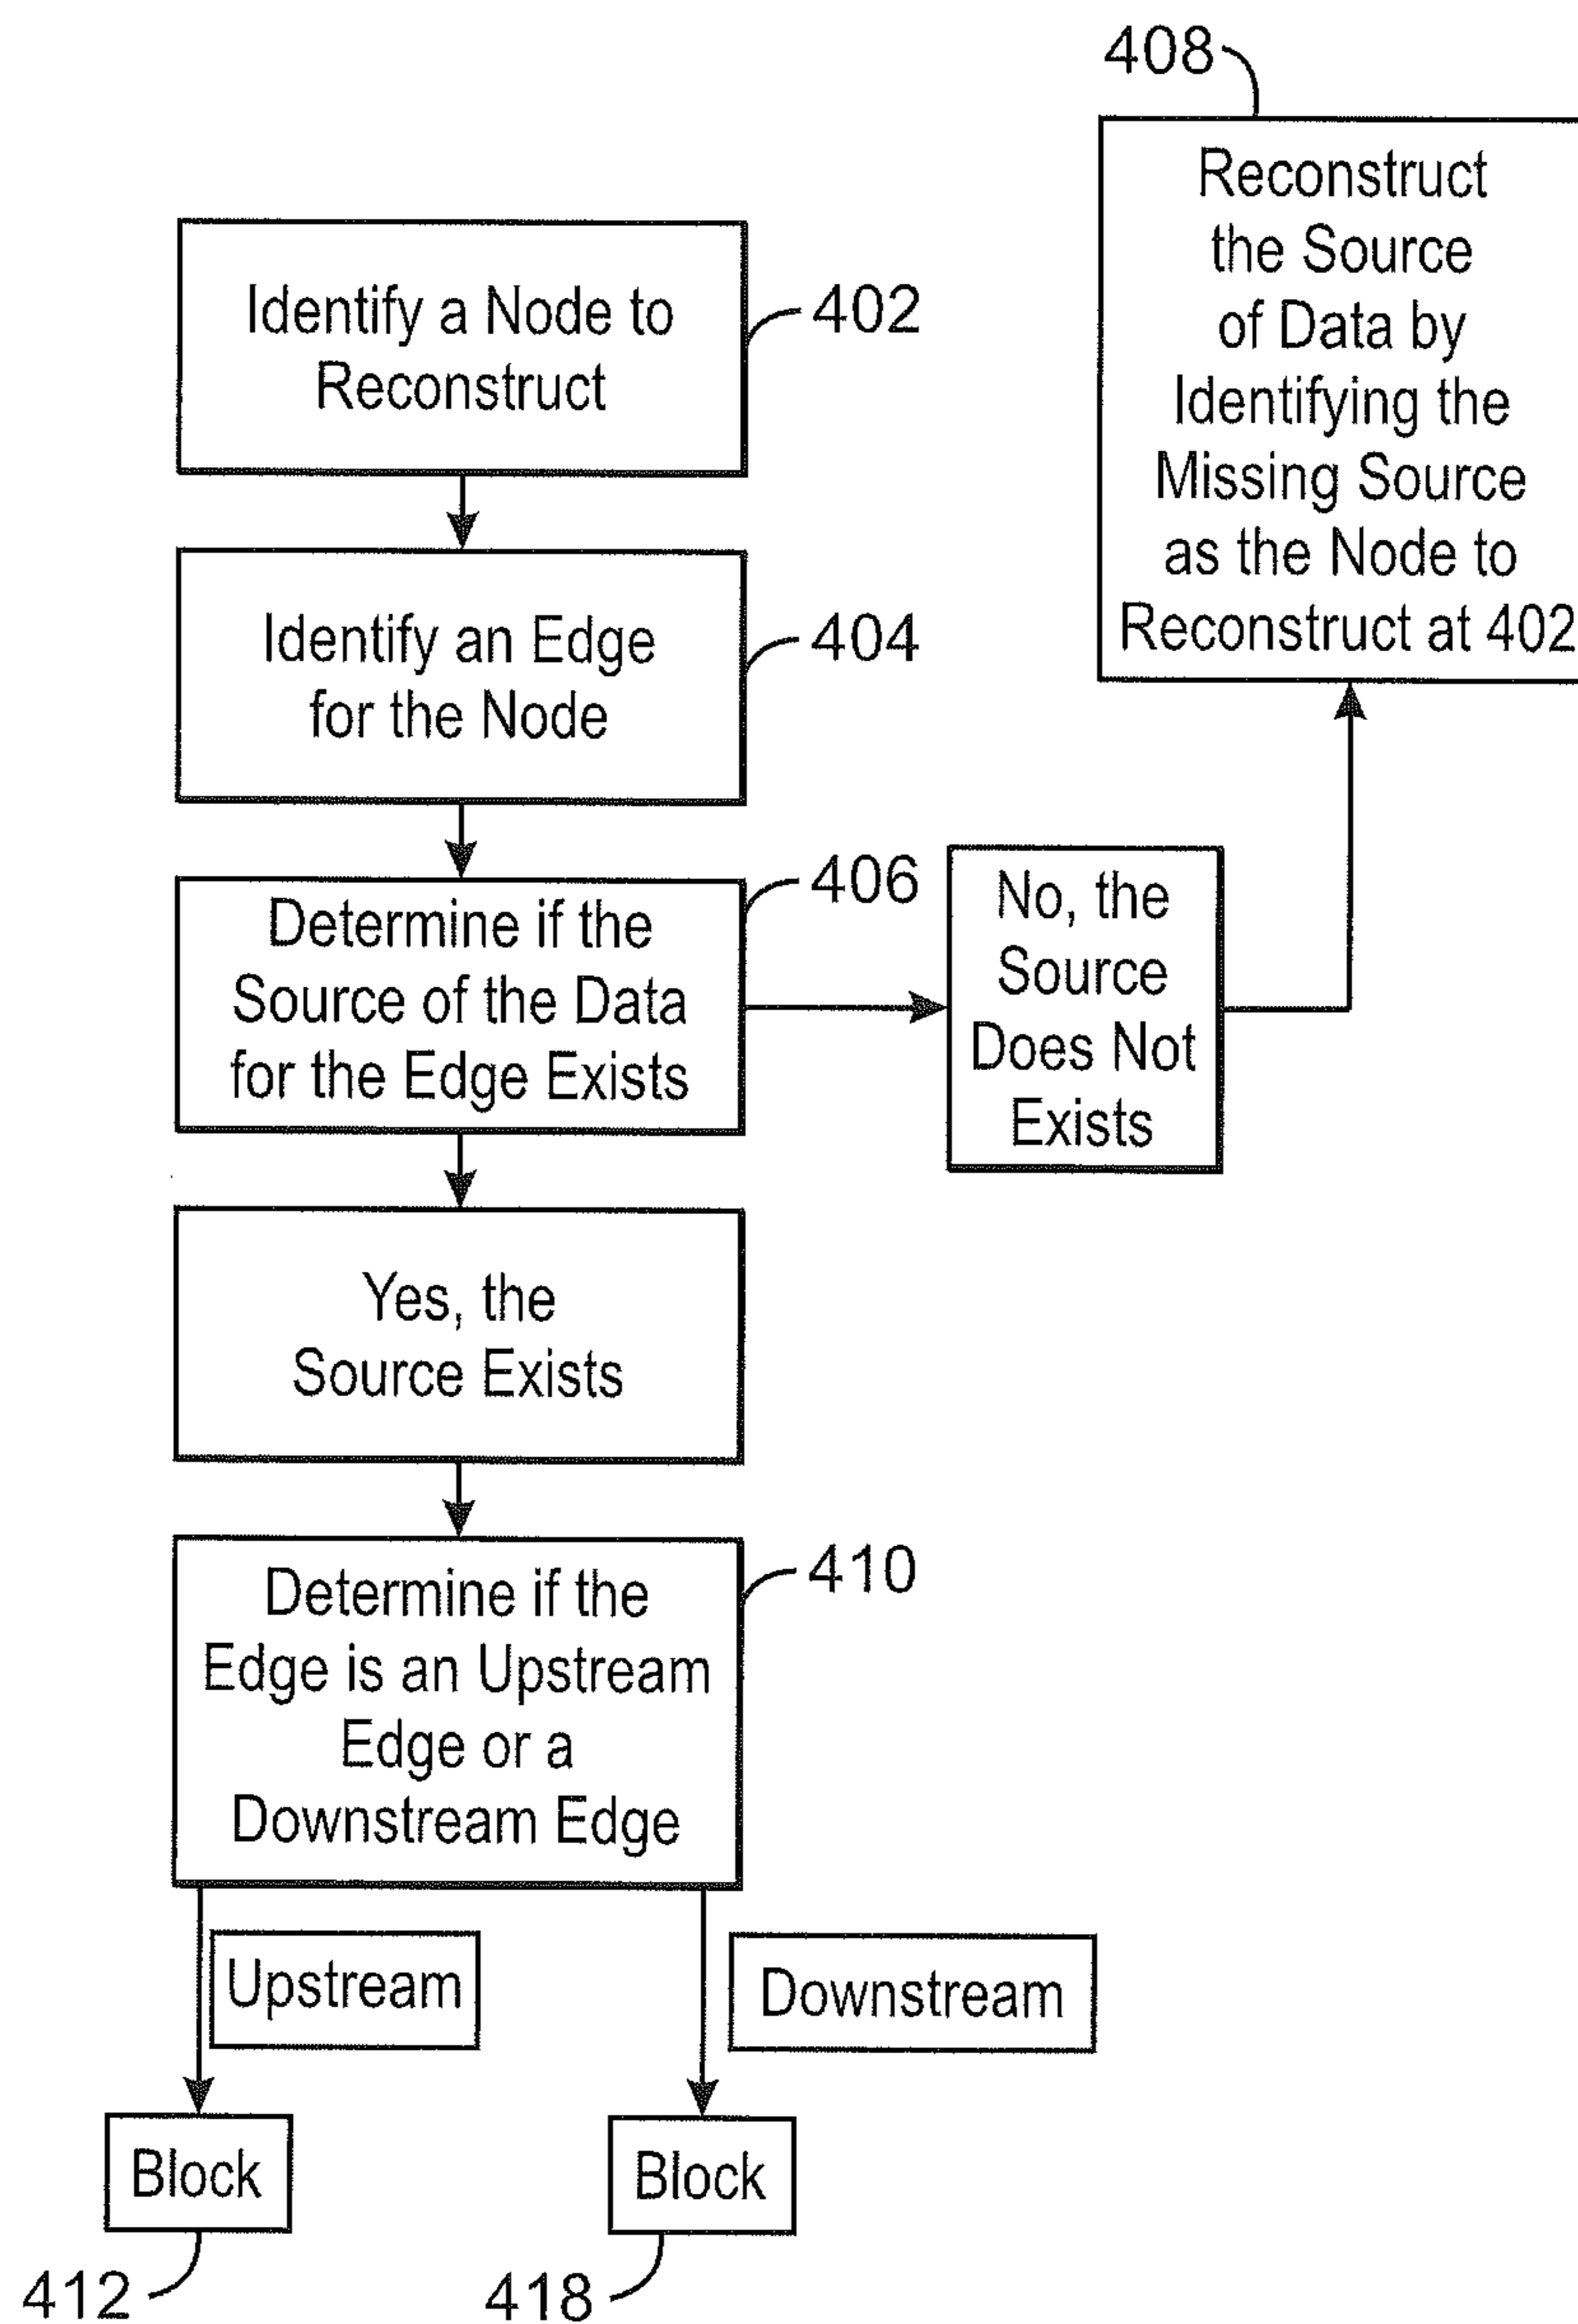 408
Reconstruct
the Source
of Data by
Identifying the
Missing Source
as the Node to
Reconstruct at 402
Identify a Node to
Reconstruct
402
Identify an Edge
for the Node
404
Determine if the
Source of the Data
for the Edge Exists
406
No, the
Source
Does Not
Exists
Yes, the
Source Exists
Determine if the
Edge is an Upstream
Edge or a
Downstream Edge
410
Upstream
Downstream
Block
Block
412
418